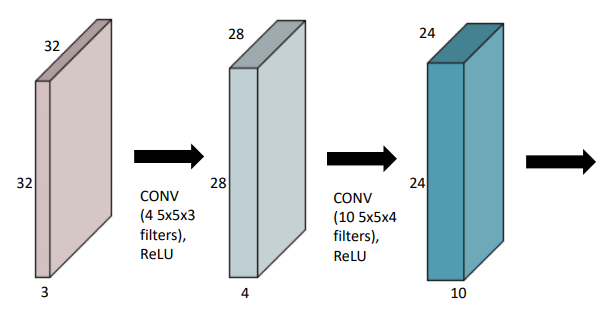 32
32
3
CONV
(4 5x5x3
filters),
ReLU
28
28
4
CONV
(10 5x5x4
filters),
ReLU
24
24
10